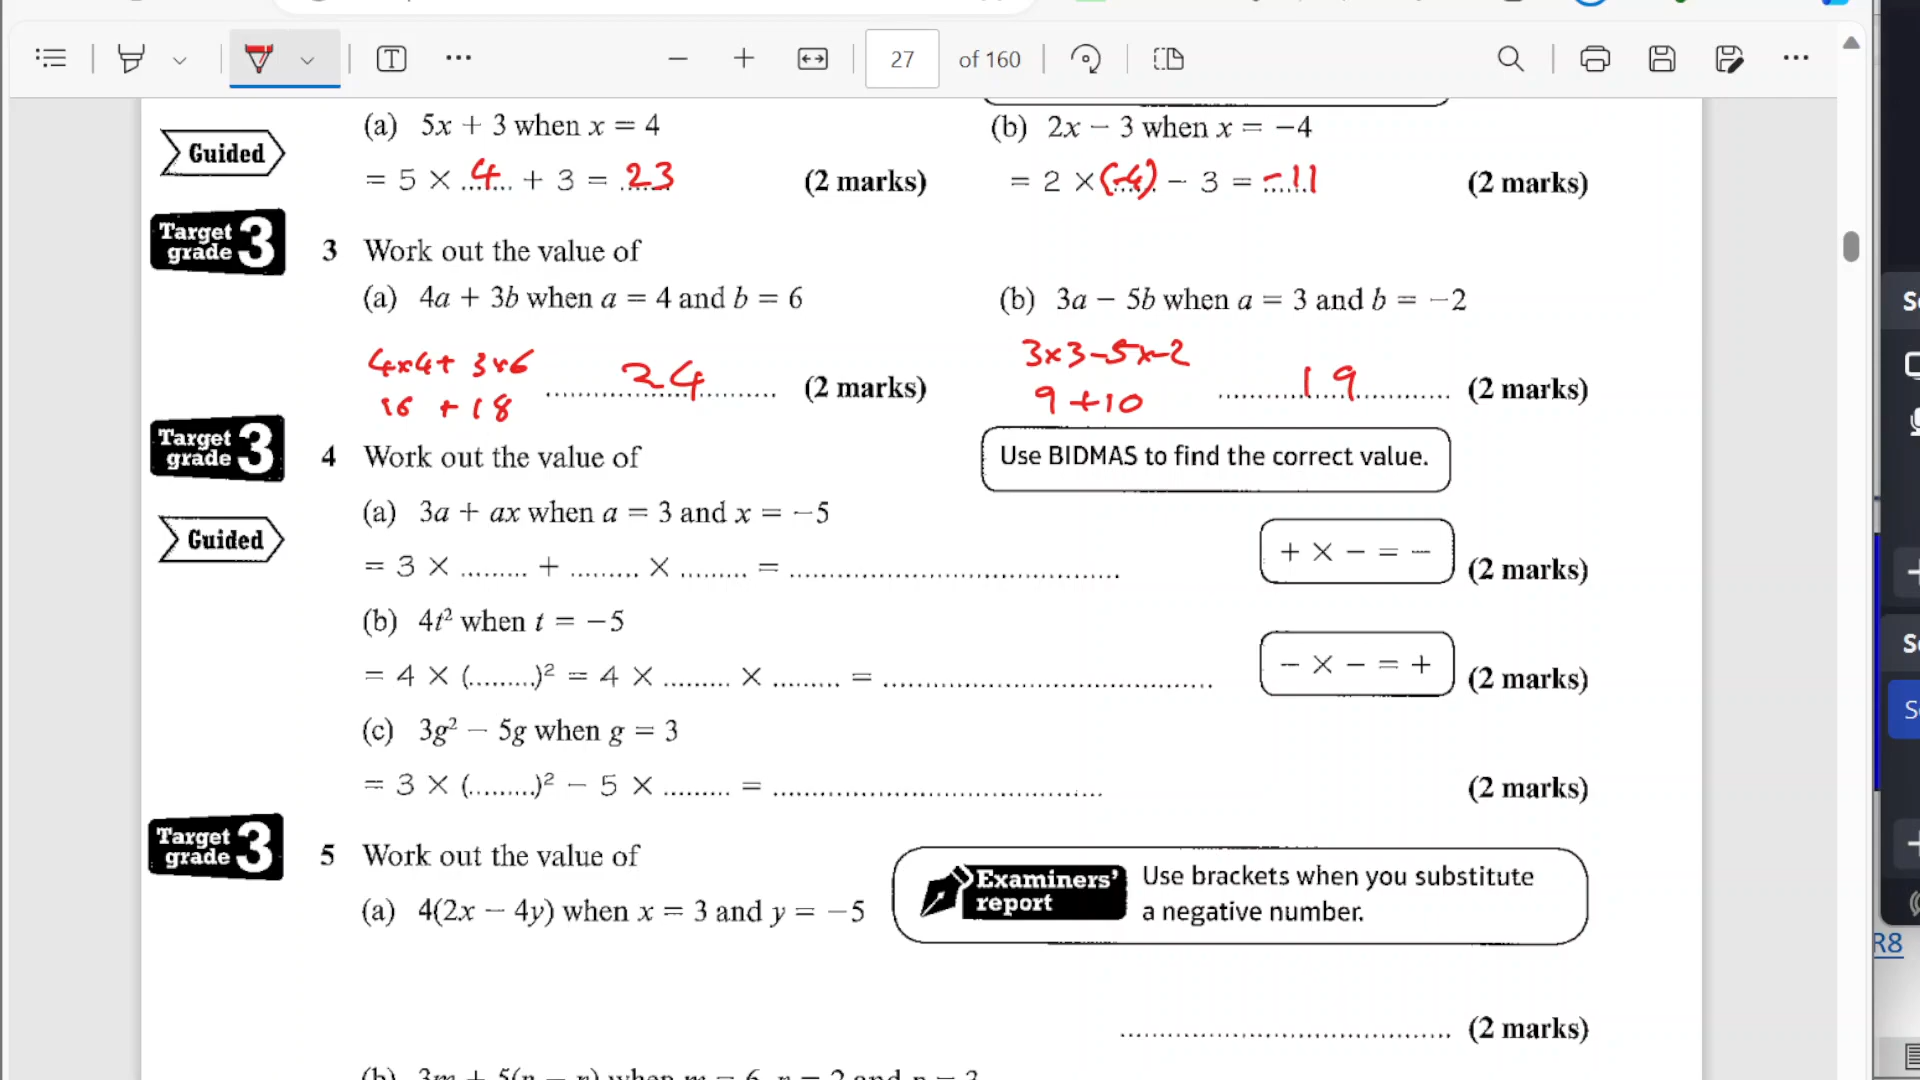 27 of 160
(a) 5x + 3 when x = 4
(b) 2x − 3 when x = −4
Guided
= 5 × 4 + 3 = 23 (2 marks)
= 2 × (-4) − 3 = -11 (2 marks)
Target grade 3
3 Work out the value of
(a) 4a + 3b when a = 4 and b = 6
(b) 3a − 5b when a = 3 and b = −2
4x4+ 3x6
16 + 18
24 (2 marks)
3x3-5x-2
9 +10
19 (2 marks)
Target grade 3
4 Work out the value of
Use BIDMAS to find the correct value.
Guided
(a) 3a + ax when a = 3 and x = −5
= 3 × ......... + ......... × ......... = ............................................
+ × − = −
(2 marks)
(b) 4t² when t = −5
= 4 × (.........)² = 4 × ......... × ......... = ............................................
− × − = +
(2 marks)
(c) 3g² − 5g when g = 3
= 3 × (.........)² − 5 × ......... = ............................................
(2 marks)
Target grade 3
5 Work out the value of
Examiners' report
Use brackets when you substitute
a negative number.
(a) 4(2x − 4y) when x = 3 and y = −5
............................................ (2 marks)
R8